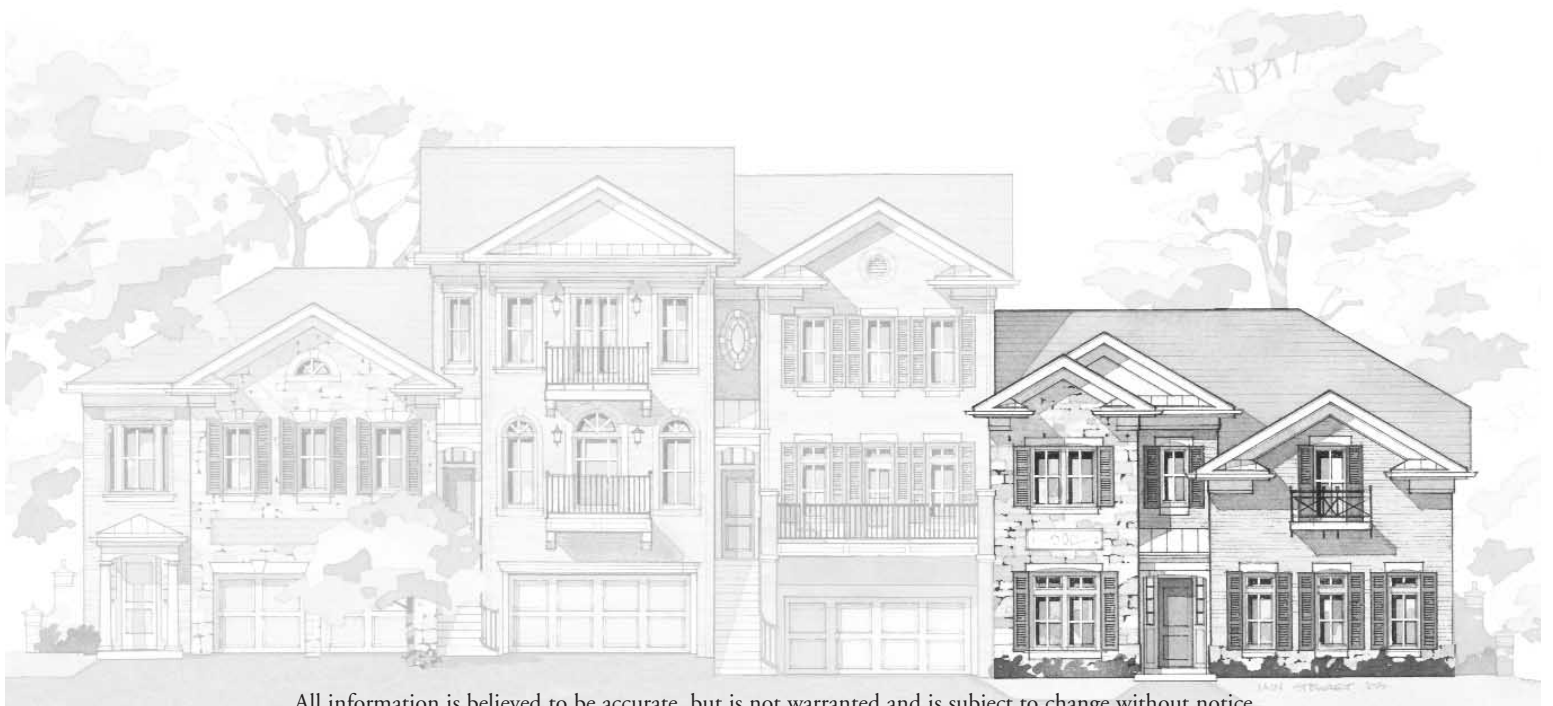 All information is believed to be accurate, but is not warranted and is subject to change without notice.